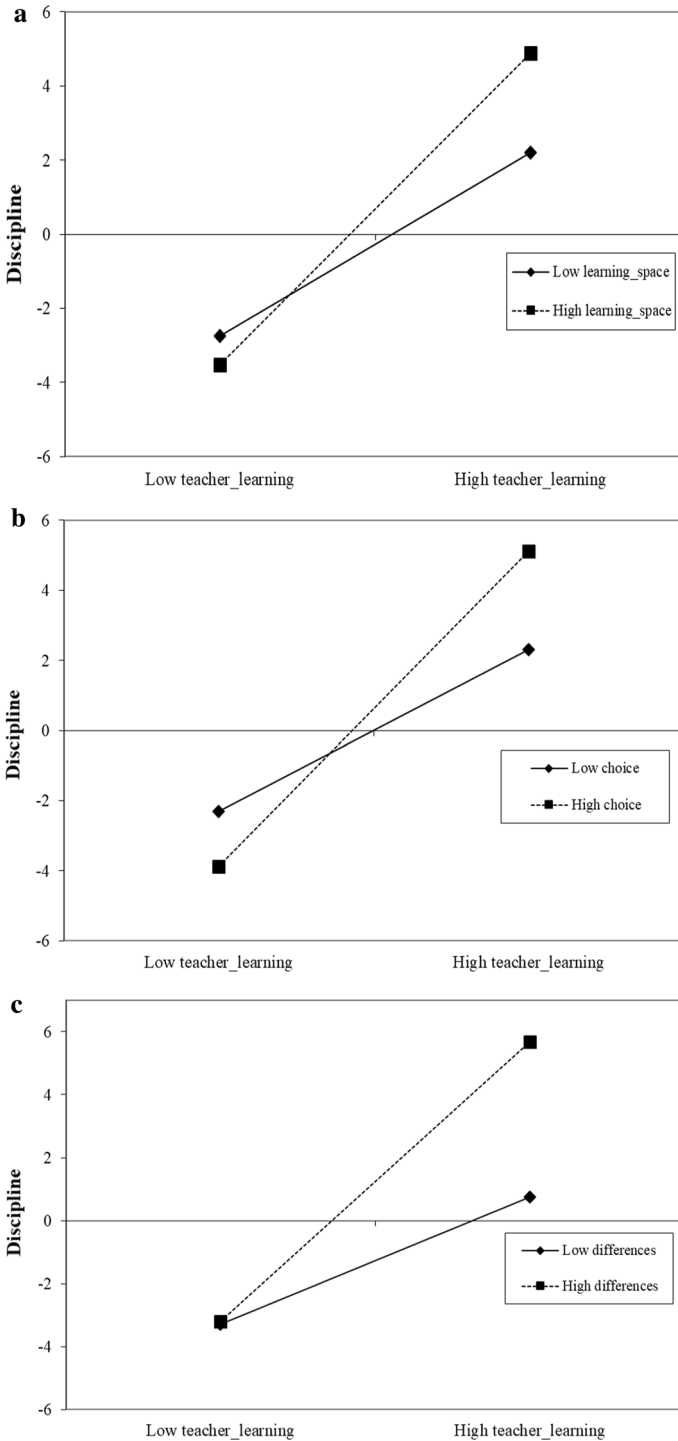 a
6
4
2
0
-2
-4
-6
Discipline
Low learning_space
High learning_space
Low teacher_learning
High teacher_learning
b
6
4
2
0
-2
-4
-6
Discipline
Low choice
High choice
Low teacher_learning
High teacher_learning
c
6
4
2
0
-2
-4
-6
Discipline
Low differences
High differences
Low teacher_learning
High teacher_learning